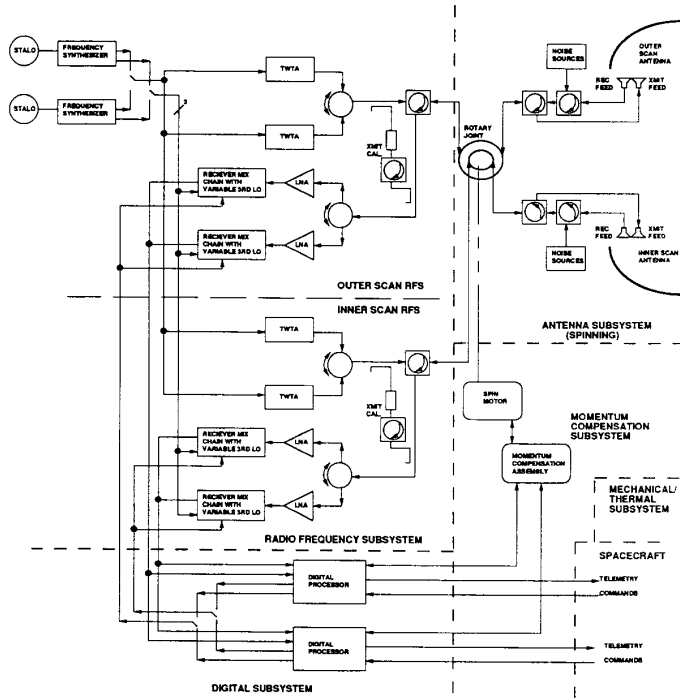 STALO
FREQUENCY
SYNTHESIZER
STALO
FREQUENCY
SYNTHESIZER
3
TWTA
TWTA
XMIT
CAL.
RECIEVER MIX
CHAIN WITH
VARIABLE 3RD LO
LNA
RECIEVER MIX
CHAIN WITH
VARIABLE 3RD LO
LNA
OUTER SCAN RFS
INNER SCAN RFS
TWTA
TWTA
XMIT
CAL.
RECIEVER MIX
CHAIN WITH
VARIABLE 3RD LO
LNA
RECIEVER MIX
CHAIN WITH
VARIABLE 3RD LO
LNA
RADIO FREQUENCY SUBSYSTEM
NOISE
SOURCES
OUTER
SCAN
ANTENNA
REC
FEED
XMIT
FEED
ROTARY
JOINT
REC
FEED
XMIT
FEED
NOISE
SOURCES
INNER SCAN
ANTENNA
ANTENNA SUBSYSTEM
(SPINNING)
SPIN
MOTOR
MOMENTUM
COMPENSATION
SUBSYSTEM
MOMENTUM
COMPENSATION
ASSEMBLY
MECHANICAL/
THERMAL
SUBSYSTEM
SPACECRAFT
DIGITAL
PROCESSOR
TELEMETRY
COMMANDS
DIGITAL
PROCESSOR
TELEMETRY
COMMANDS
DIGITAL SUBSYSTEM